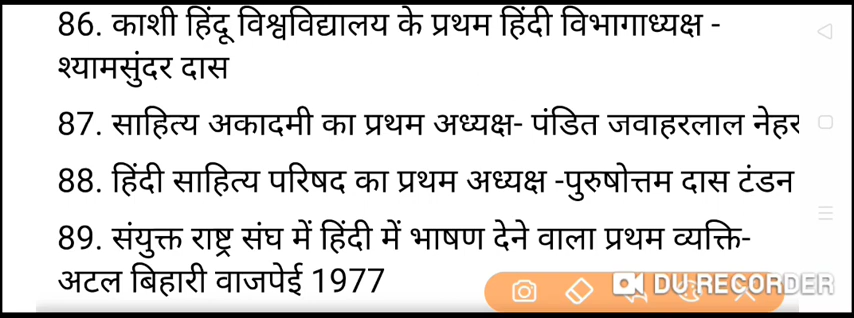 86. काशी हिंदू विश्वविद्यालय के प्रथम हिंदी विभागाध्यक्ष -
श्यामसुंदर दास
87. साहित्य अकादमी का प्रथम अध्यक्ष- पंडित जवाहरलाल
88. हिंदी साहित्य परिषद का प्रथम अध्यक्ष -पुरुषोत्तम दास टंडन
89. संयुक्त राष्ट्र संघ में हिंदी में भाषण देने वाला प्रथम व्यक्ति-
अटल बिहारी वाजपेई 1977
DU RECORDER